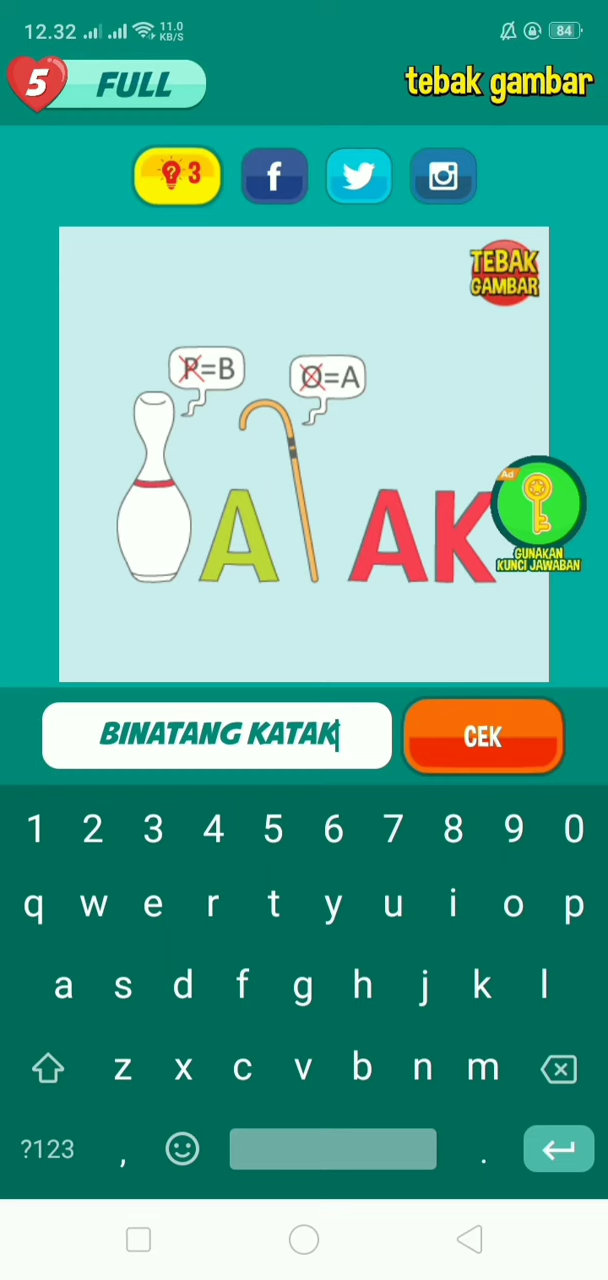 12.32 11.0 KB/S 84
5 FULL tebak gambar
? 3 f
TEBAK
GAMBAR
P=B O=A
A AK
Ad
GUNAKAN
KUNCI JAWABAN
BINATANG KATAK CEK
1 2 3 4 5 6 7 8 9 0
q w e r t y u i o p
a s d f g h j k l
z x c v b n m
?123 , .